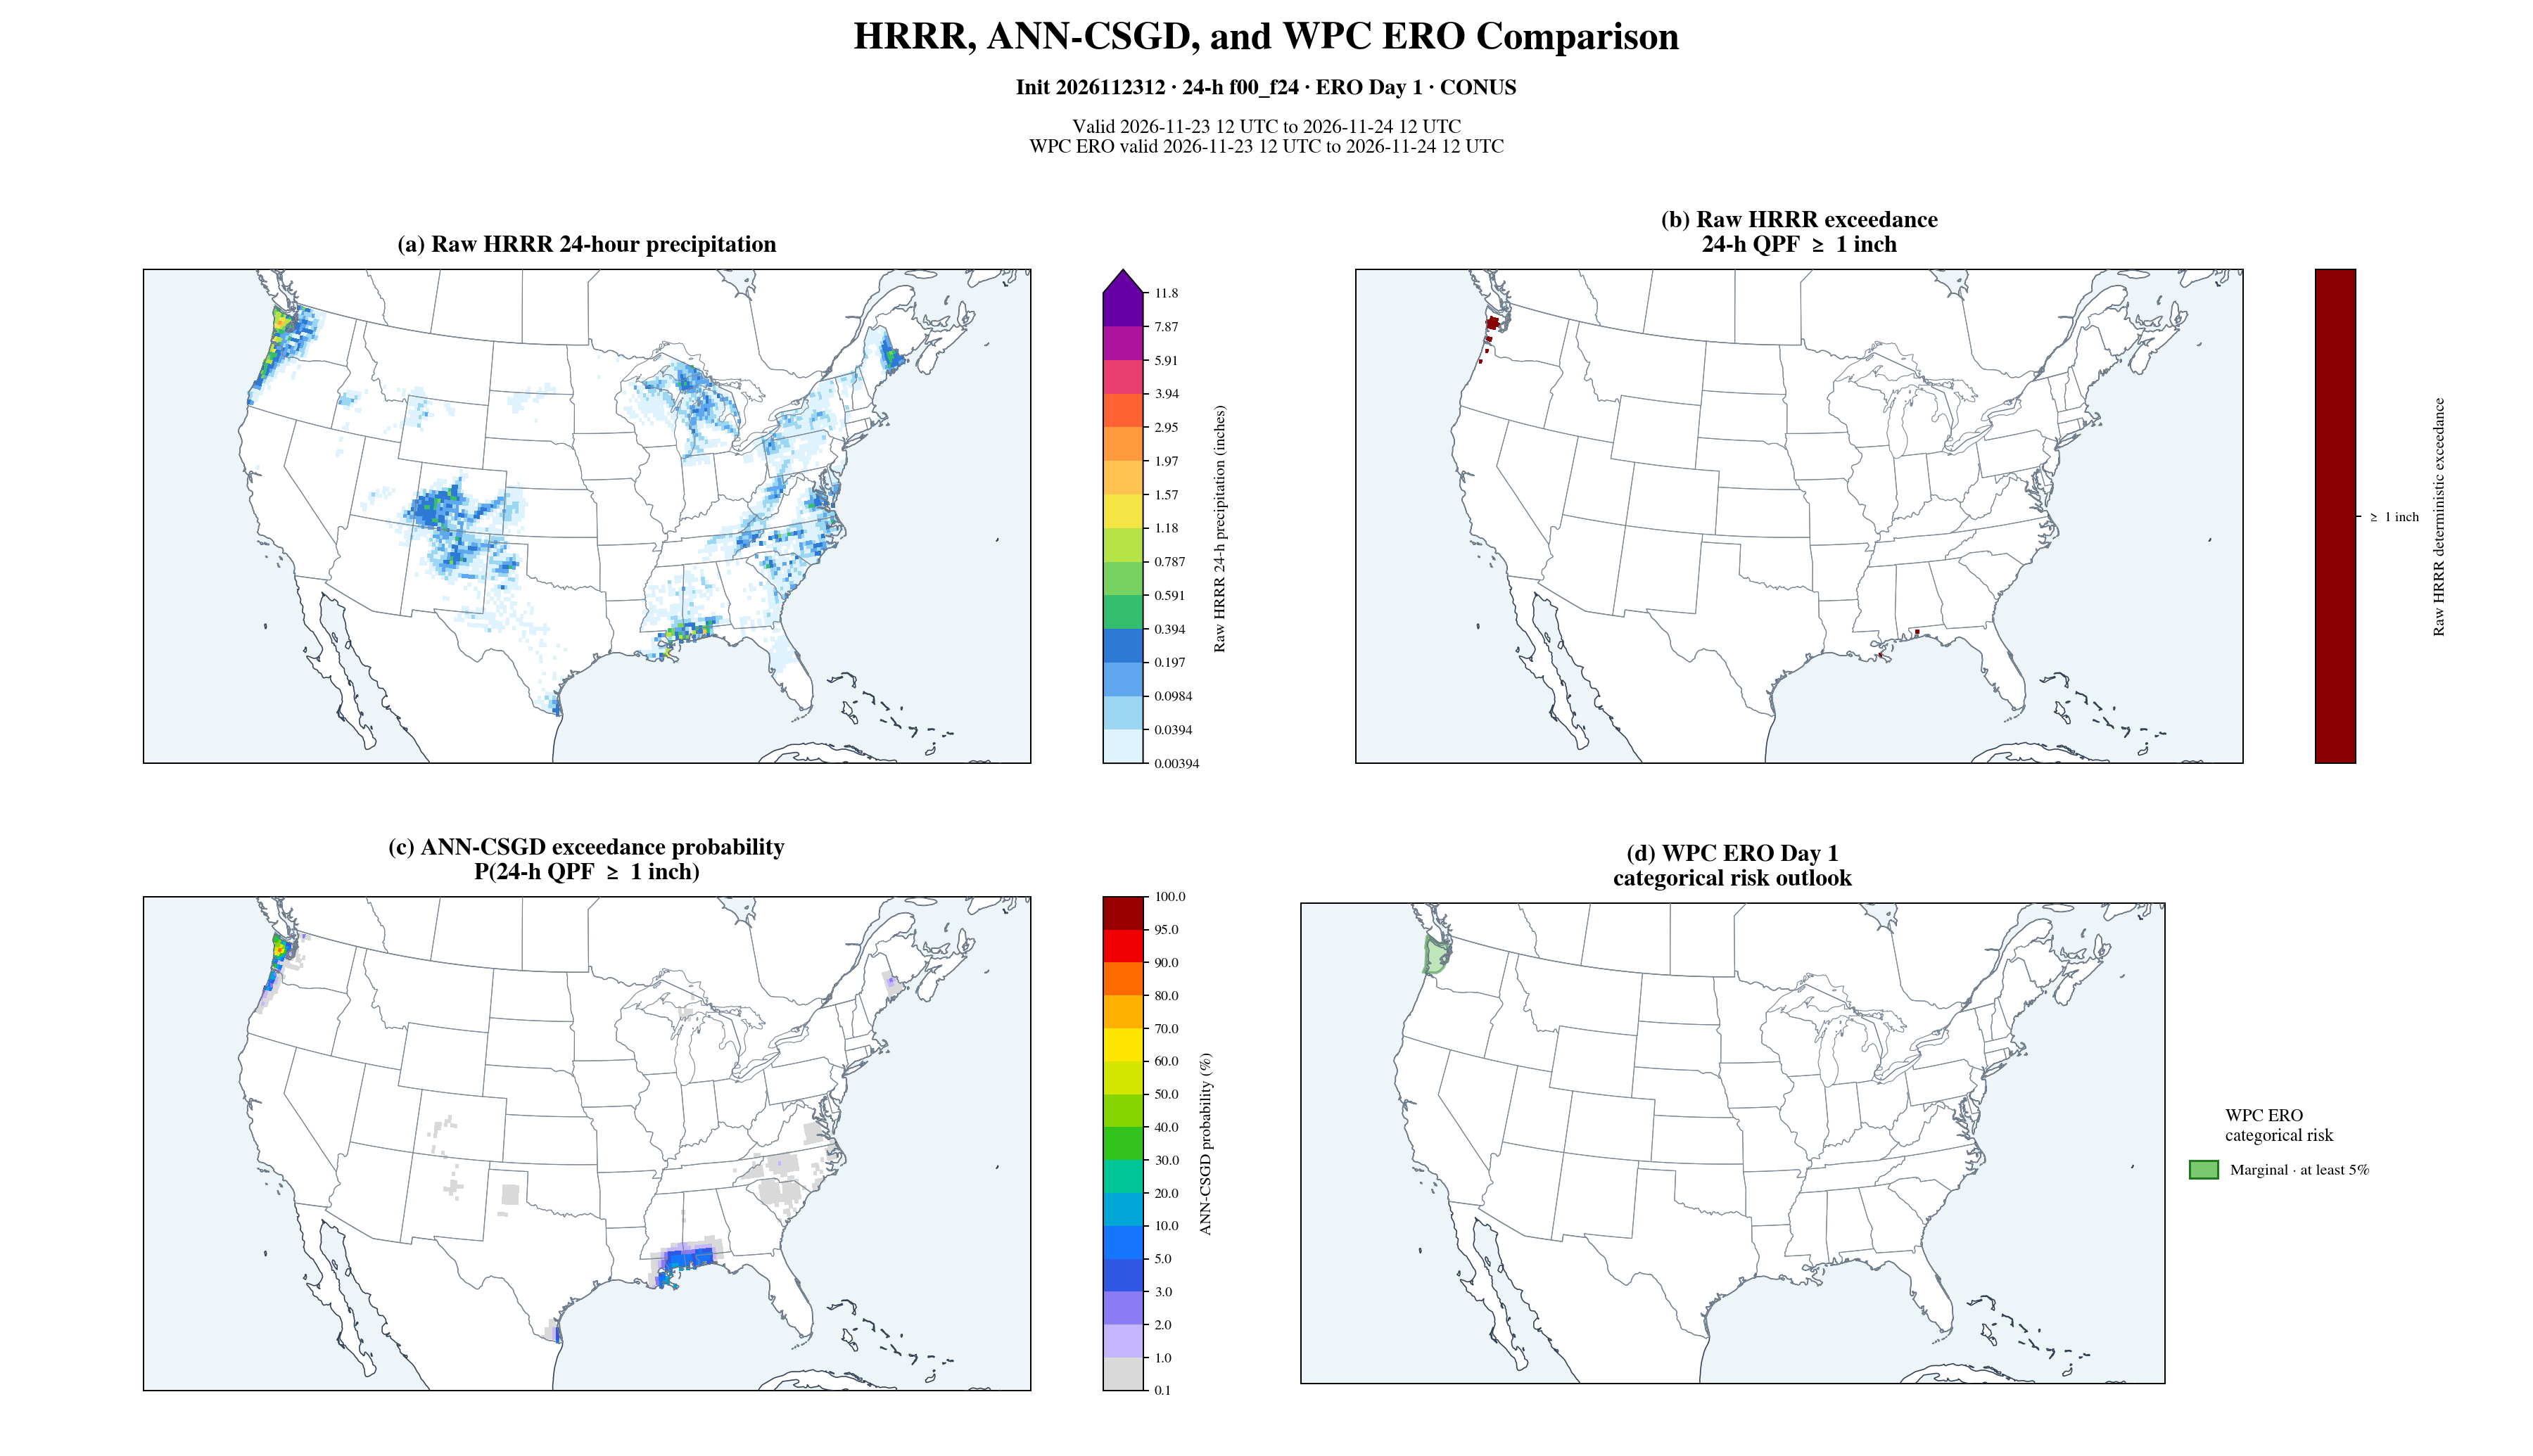 HRRR, ANN-CSGD, and WPC ERO Comparison
Init 2026112312 · 24-h f00_f24 · ERO Day 1 · CONUS
Valid 2026-11-23 12 UTC to 2026-11-24 12 UTC
WPC ERO valid 2026-11-23 12 UTC to 2026-11-24 12 UTC
(a) Raw HRRR 24-hour precipitation
11.8
7.87
5.91
3.94
2.95
1.97
1.57
1.18
0.787
0.591
0.394
0.197
0.0984
0.0394
0.00394
Raw HRRR 24-h precipitation (inches)
(b) Raw HRRR exceedance
24-h QPF ≥ 1 inch
≥ 1 inch
Raw HRRR deterministic exceedance
(c) ANN-CSGD exceedance probability
P(24-h QPF ≥ 1 inch)
100.0
95.0
90.0
80.0
70.0
60.0
50.0
40.0
30.0
20.0
10.0
5.0
3.0
2.0
1.0
0.1
ANN-CSGD probability (%)
(d) WPC ERO Day 1
categorical risk outlook
WPC ERO
categorical risk
Marginal · at least 5%